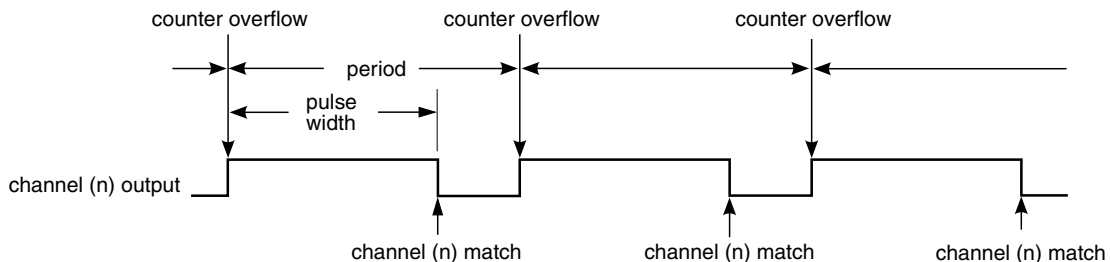 counter overflow
counter overflow
counter overflow
period
pulse
width
channel (n) output
channel (n) match
channel (n) match
channel (n) match